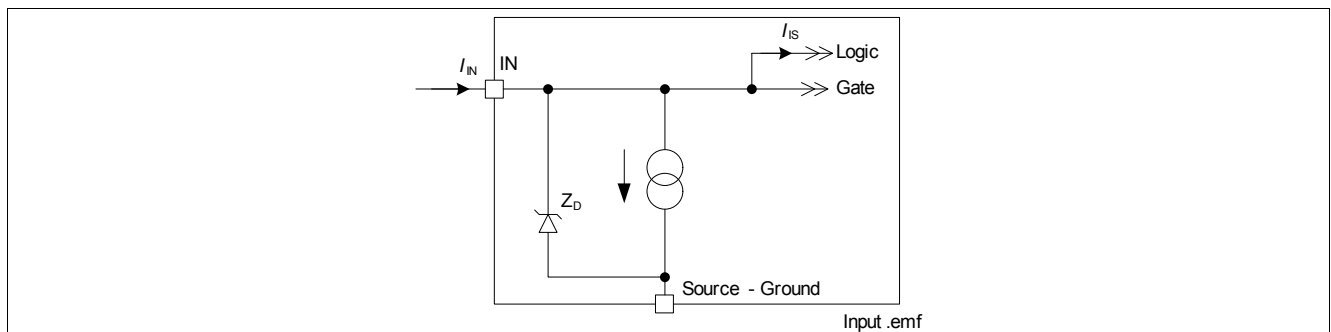 I_IS
Logic
I_IN
IN
Gate
Z_D
Source - Ground
Input .emf